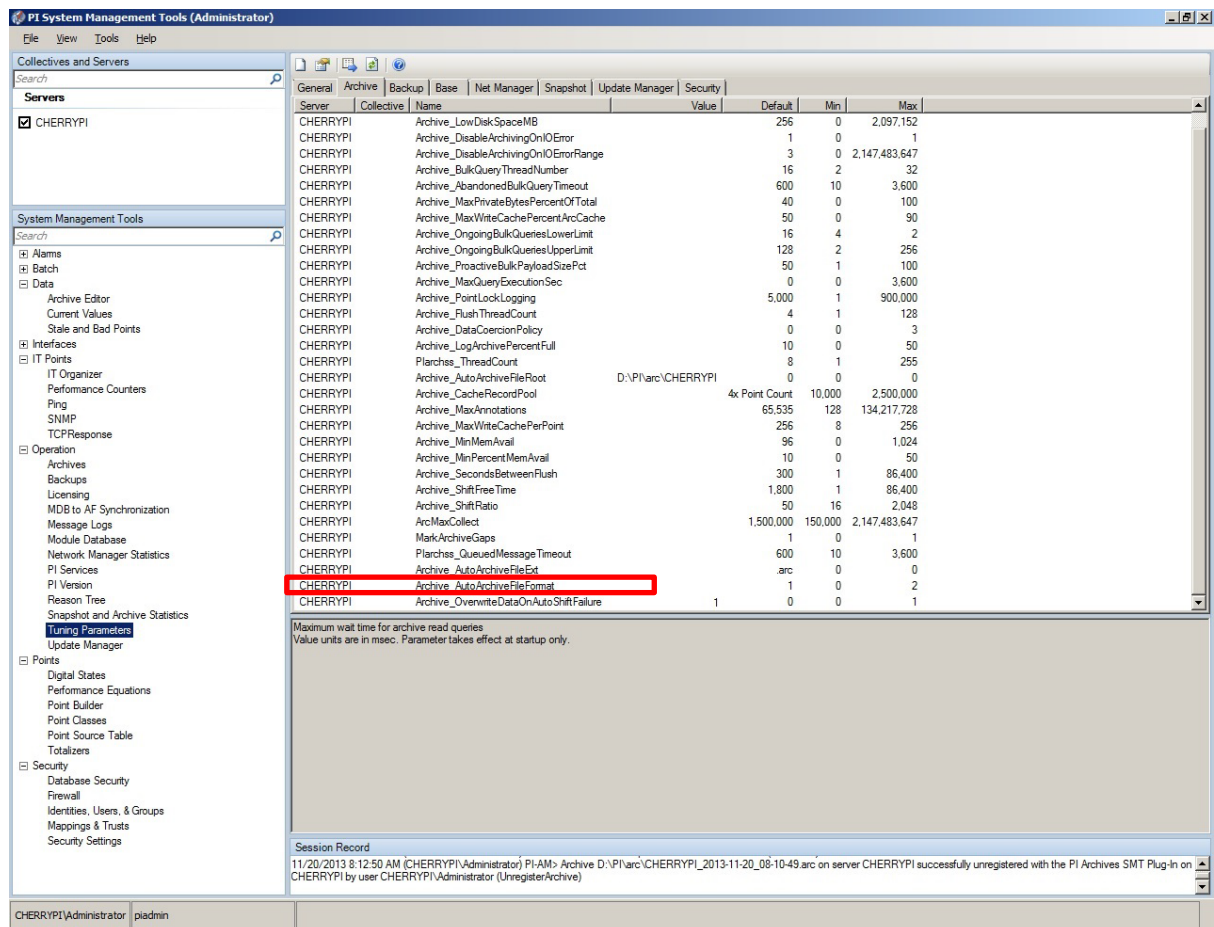 PI System Management Tools (Administrator)
File View Tools Help
Collectives and Servers
Search
Servers
CHERRYPI
System Management Tools
Search
Alarms
Batch
Data
Archive Editor
Current Values
Stale and Bad Points
Interfaces
IT Points
IT Organizer
Performance Counters
Ping
SNMP
TCPResponse
Operation
Archives
Backups
Licensing
MDB to AF Synchronization
Message Logs
Module Database
Network Manager Statistics
PI Services
PI Version
Reason Tree
Snapshot and Archive Statistics
Tuning Parameters
Update Manager
Points
Digital States
Performance Equations
Point Builder
Point Classes
Point Source Table
Totalizers
Security
Database Security
Firewall
Identities, Users, & Groups
Mappings & Trusts
Security Settings
General Archive Backup Base Net Manager Snapshot Update Manager Security
Server Collective Name Value Default Min Max
CHERRYPI Archive_LowDiskSpaceMB 256 0 2,097,152
CHERRYPI Archive_DisableArchivingOnIOError 1 0 1
CHERRYPI Archive_DisableArchivingOnIOErrorRange 3 0 2,147,483,647
CHERRYPI Archive_BulkQueryThreadNumber 16 2 32
CHERRYPI Archive_AbandonedBulkQueryTimeout 600 10 3,600
CHERRYPI Archive_MaxPrivateBytesPercentOfTotal 40 0 100
CHERRYPI Archive_MaxWriteCachePercentArcCache 50 0 90
CHERRYPI Archive_OngoingBulkQueriesLowerLimit 16 4 2
CHERRYPI Archive_OngoingBulkQueriesUpperLimit 128 2 256
CHERRYPI Archive_ProactiveBulkPayloadSizePct 50 1 100
CHERRYPI Archive_MaxQueryExecutionSec 0 0 3,600
CHERRYPI Archive_PointLockLogging 5,000 1 900,000
CHERRYPI Archive_FlushThreadCount 4 1 128
CHERRYPI Archive_DataCoercionPolicy 0 0 3
CHERRYPI Archive_LogArchivePercentFull 10 0 50
CHERRYPI Piarchss_ThreadCount 8 1 255
CHERRYPI Archive_AutoArchiveFileRoot D:\PI\arc\CHERRYPI 0 0 0
CHERRYPI Archive_CacheRecordPool 4x Point Count 10,000 2,500,000
CHERRYPI Archive_MaxAnnotations 65,535 128 134,217,728
CHERRYPI Archive_MaxWriteCachePerPoint 256 8 256
CHERRYPI Archive_MinMemAvail 96 0 1,024
CHERRYPI Archive_MinPercentMemAvail 10 0 50
CHERRYPI Archive_SecondsBetweenFlush 300 1 86,400
CHERRYPI Archive_ShiftFreeTime 1,800 1 86,400
CHERRYPI Archive_ShiftRatio 50 16 2,048
CHERRYPI ArcMaxCollect 1,500,000 150,000 2,147,483,647
CHERRYPI MarkArchiveGaps 1 0 1
CHERRYPI Piarchss_QueuedMessageTimeout 600 10 3,600
CHERRYPI Archive_AutoArchiveFileExt .arc 0 0
CHERRYPI Archive_AutoArchiveFileFormat 1 0 2
CHERRYPI Archive_OverwriteDataOnAutoShiftFailure 1 0 0 1
Maximum wait time for archive read queries
Value units are in msec. Parameter takes effect at startup only.
Session Record
11/20/2013 8:12:50 AM (CHERRYPI\Administrator) PI-AM> Archive D:\PI\arc\CHERRYPI_2013-11-20_08-10-49.arc on server CHERRYPI successfully unregistered with the PI Archives SMT Plug-In on
CHERRYPI by user CHERRYPI\Administrator (UnregisterArchive)
CHERRYPI\Administrator piadmin